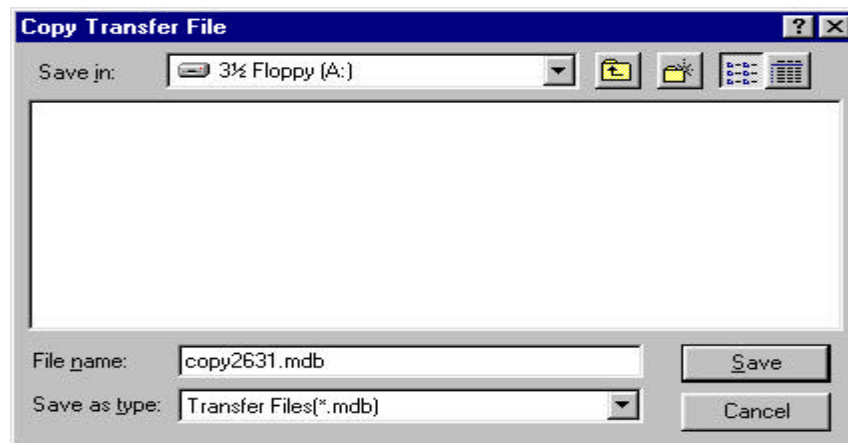 Copy Transfer File
Save in: 3½ Floppy (A:)
File name: copy2631.mdb
Save
Save as type: Transfer Files(*.mdb)
Cancel